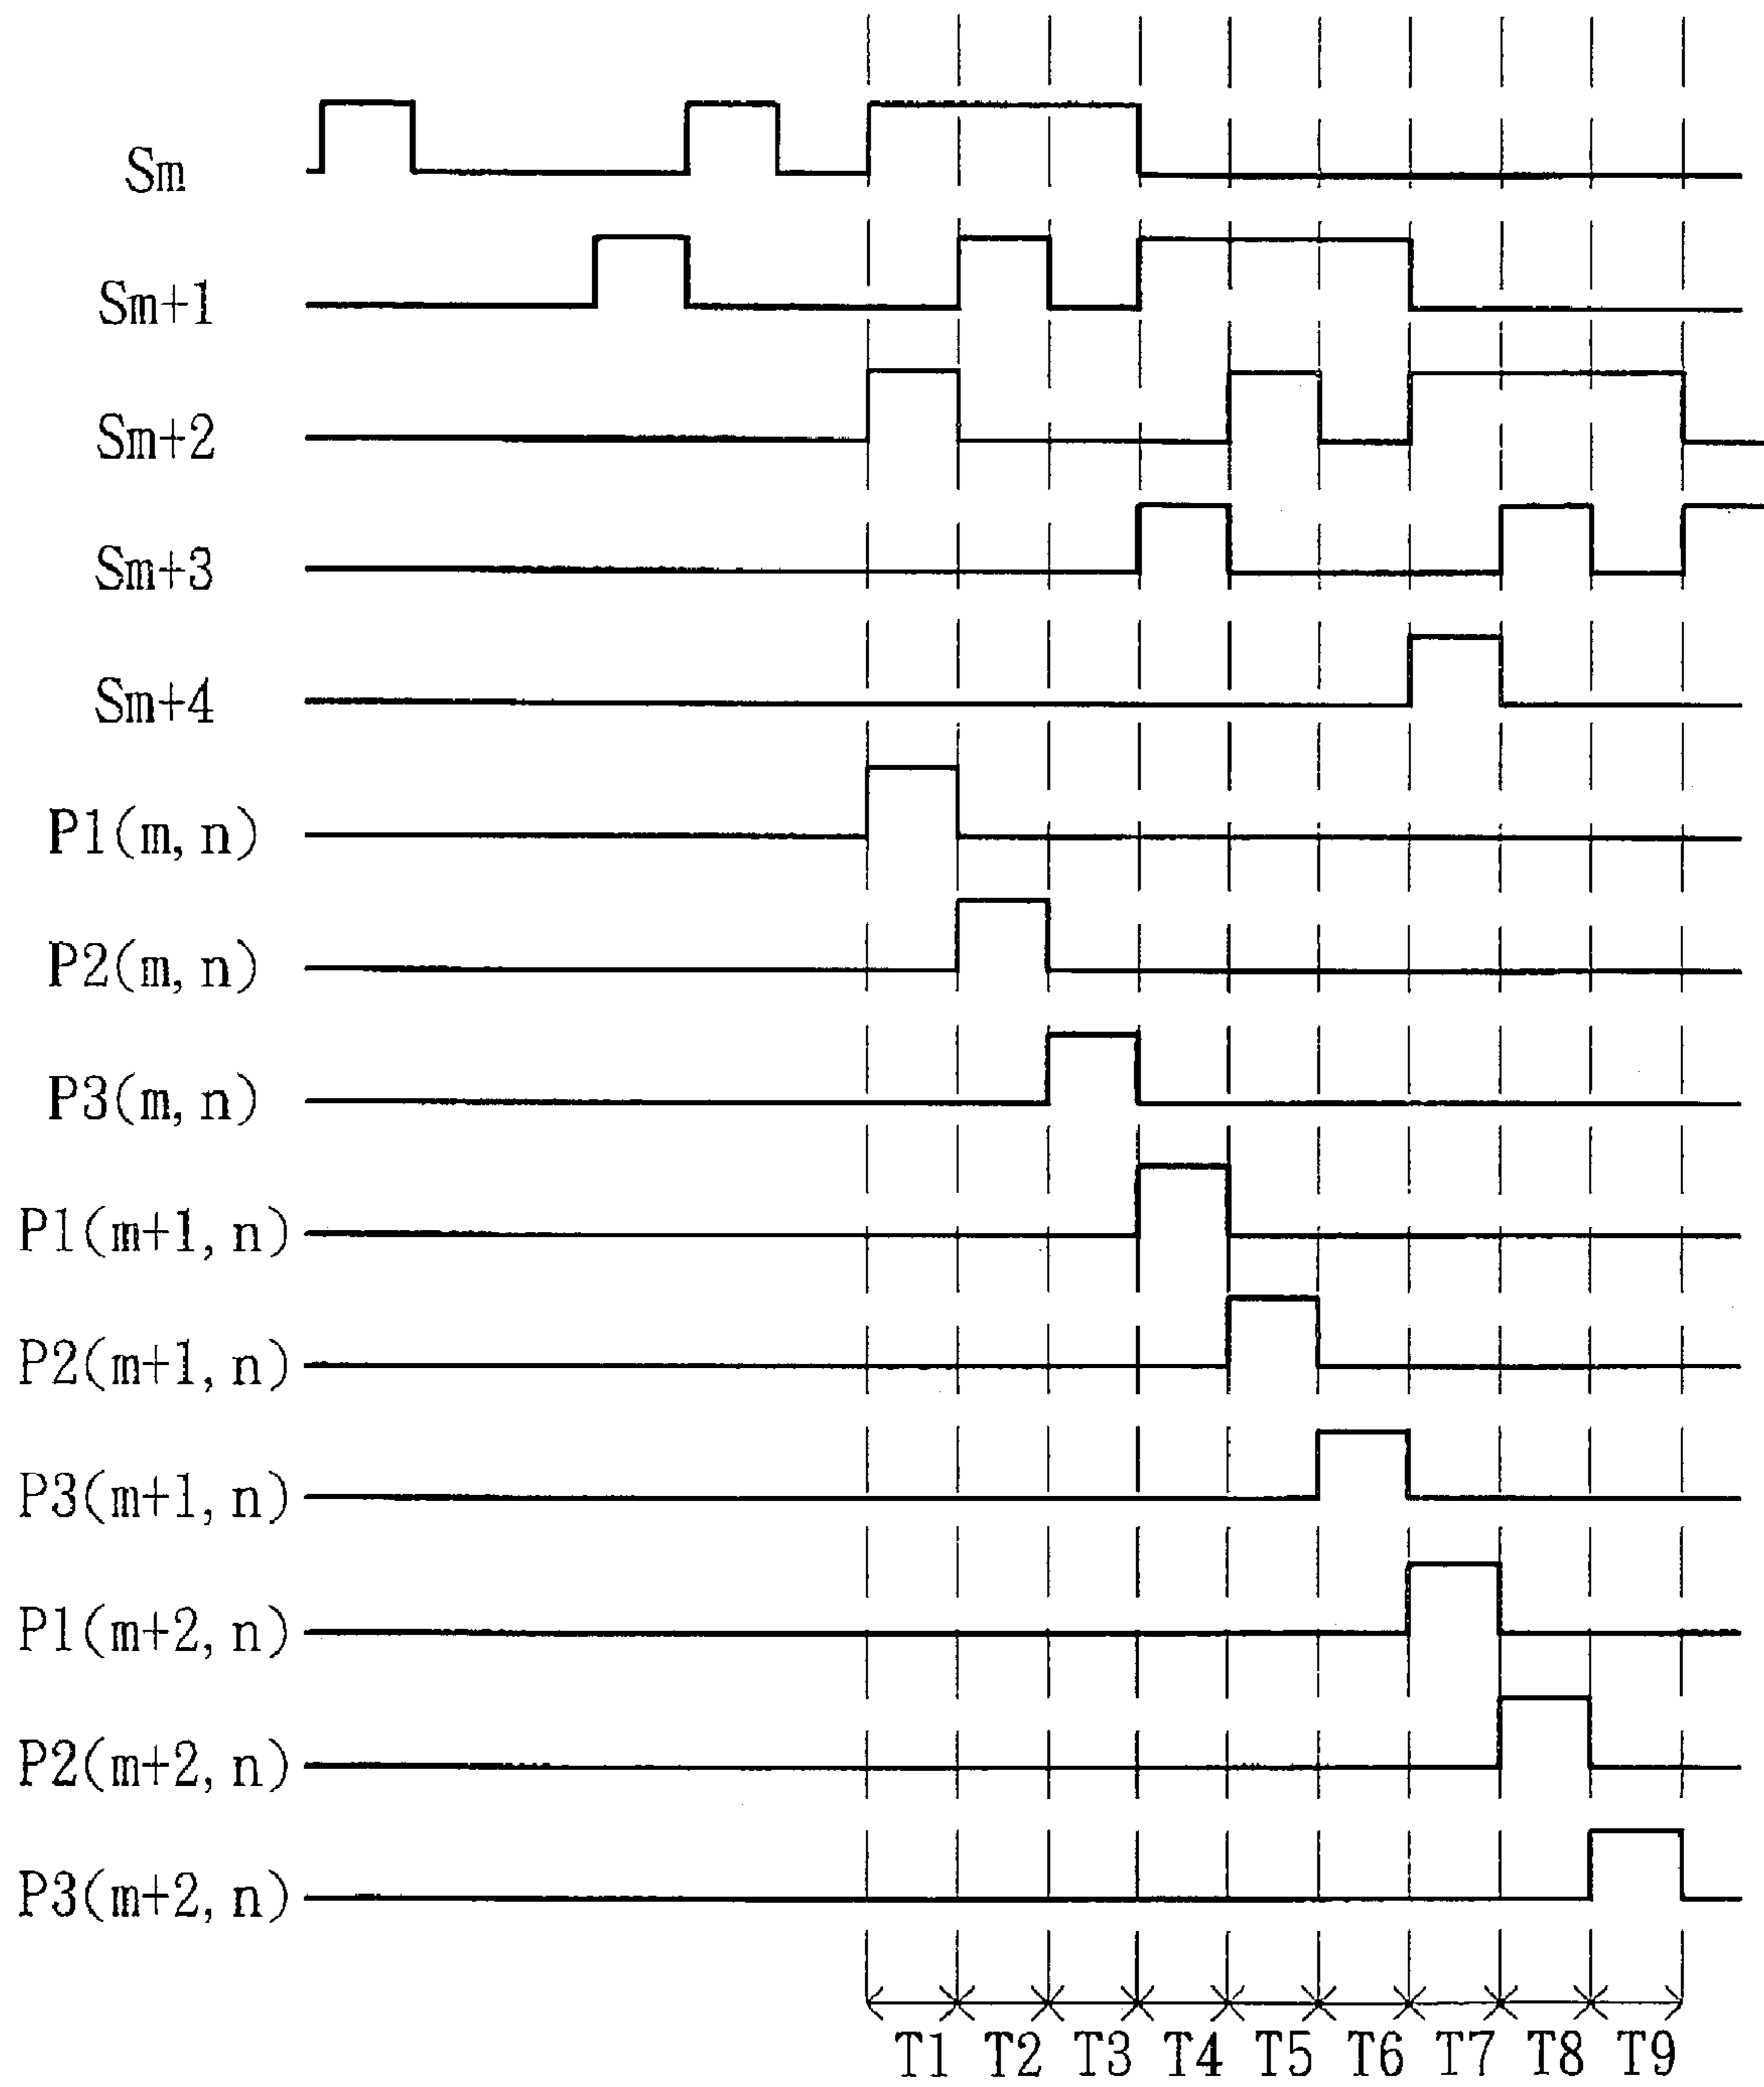 Sm
Sm+1
Sm+2
Sm+3
Sm+4
P1(m,n)
P2(m,n)
P3(m,n)
P1(m+1,n)
P2(m+1,n)
P3(m+1,n)
P1(m+2,n)
P2(m+2,n)
P3(m+2,n)
T1 T2 T3 T4 T5 T6 T7 T8 T9